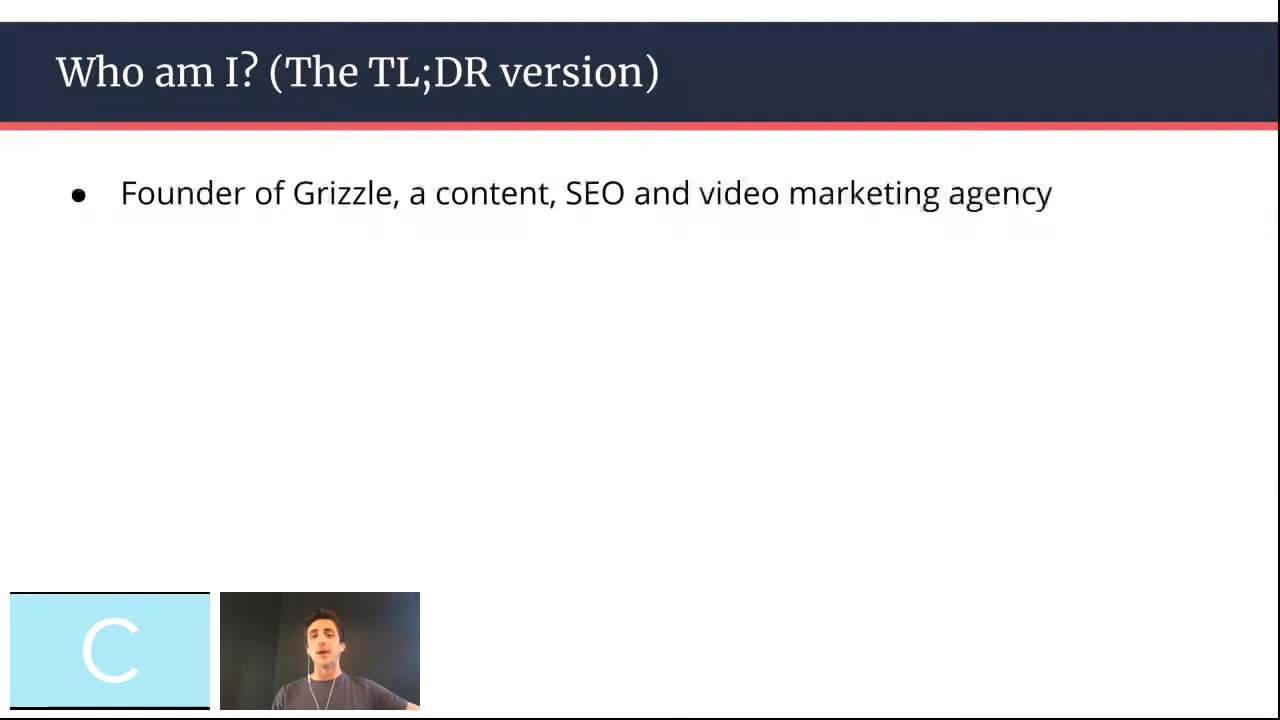 Who am I? (The TL;DR version)
● Founder of Grizzle, a content, SEO and video marketing agency
C